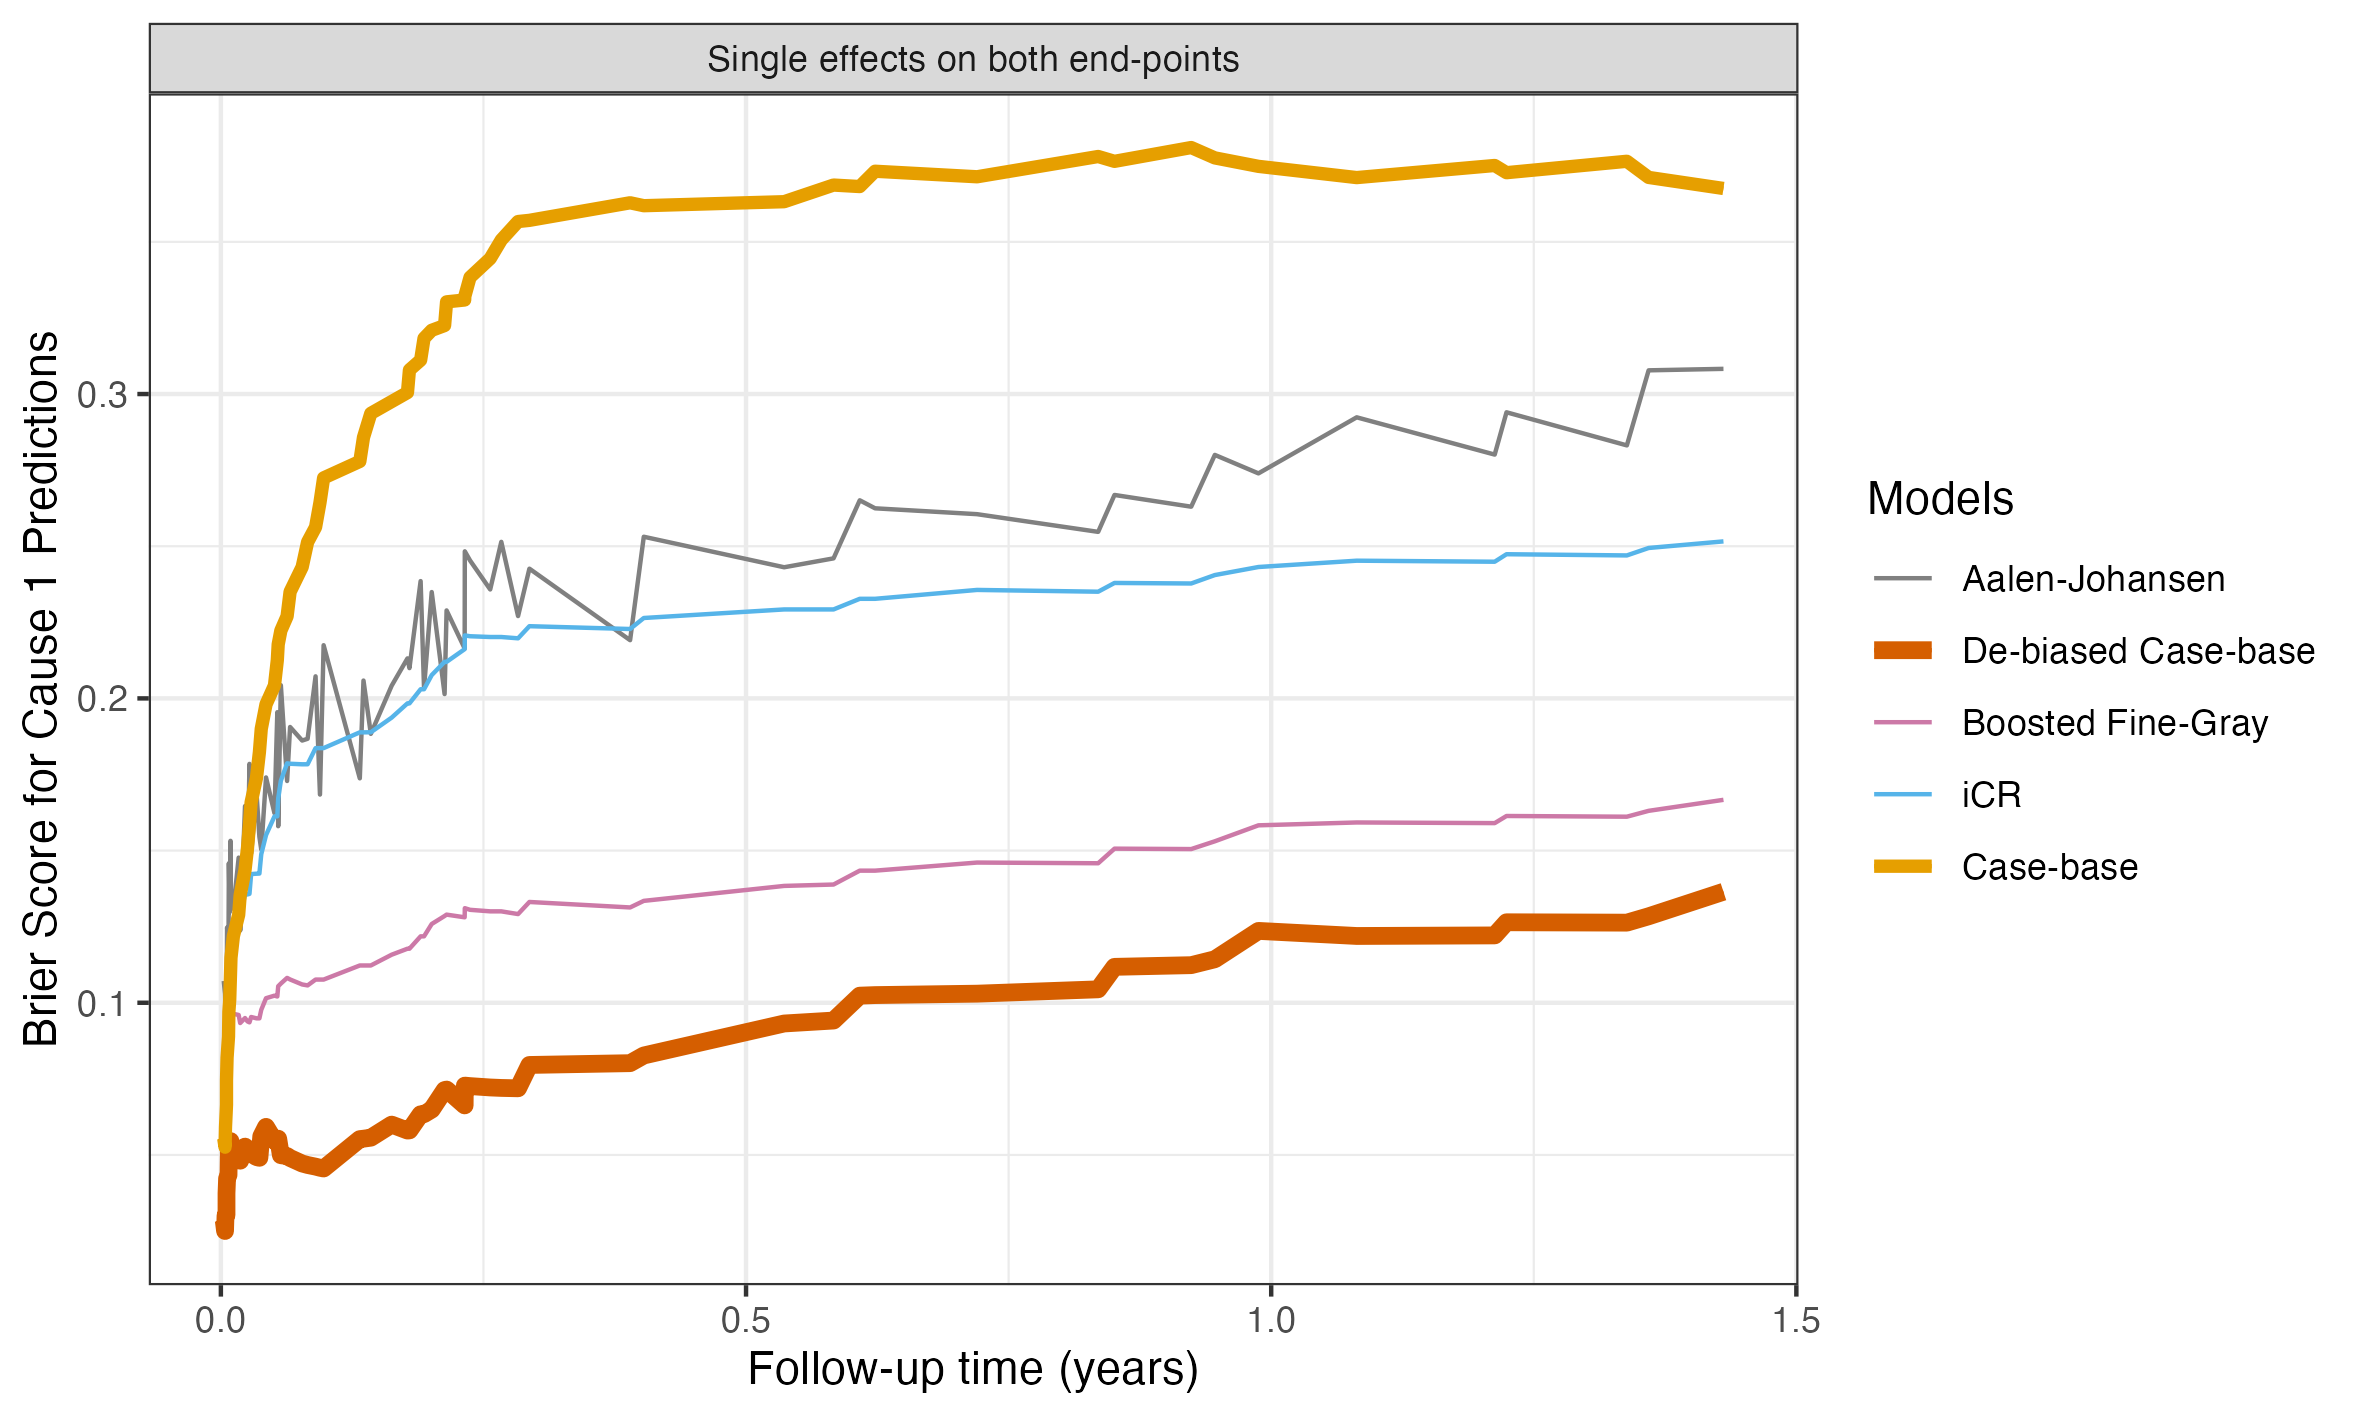 Single effects on both end-points
Brier Score for Cause 1 Predictions
0.3
0.2
0.1
0.0
0.5
1.0
1.5
Follow-up time (years)
Models
Aalen-Johansen
De-biased Case-base
Boosted Fine-Gray
iCR
Case-base